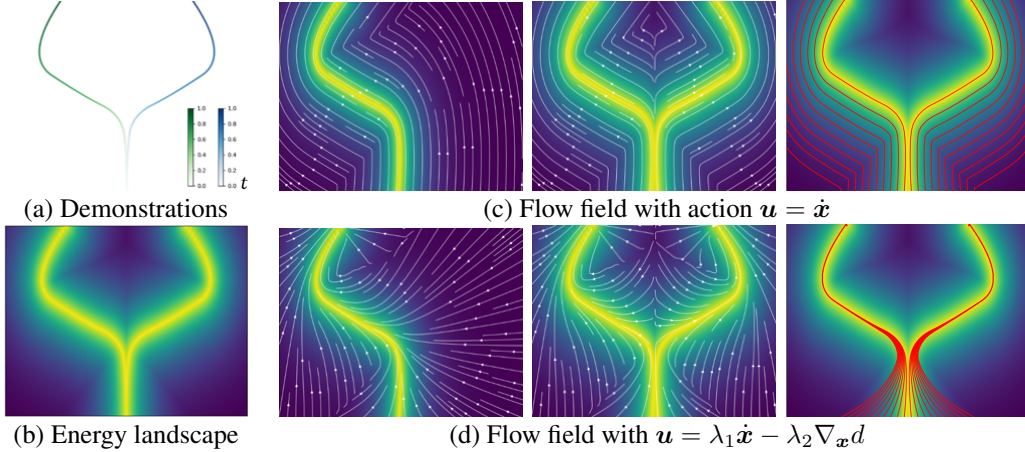 1.0 1.0
0.8 0.8
0.6 0.6
0.4 0.4
0.2 0.2
0.0 0.0
t
(a) Demonstrations
(c) Flow field with action u = ẋ
(b) Energy landscape
(d) Flow field with u = λ₁ẋ − λ₂∇ₓd